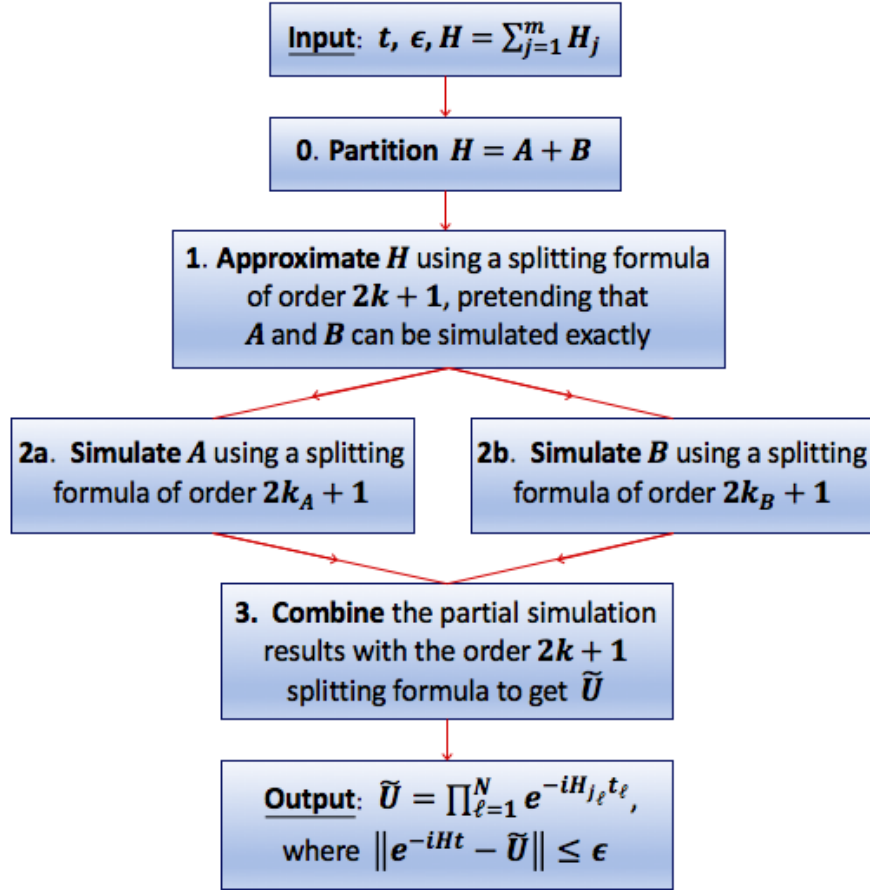 Input: t, ϵ, H = ∑_{j=1}^{m} H_j
0. Partition H = A + B
1. Approximate H using a splitting formula
of order 2k + 1, pretending that
A and B can be simulated exactly
2a. Simulate A using a splitting
formula of order 2k_A + 1
2b. Simulate B using a splitting
formula of order 2k_B + 1
3. Combine the partial simulation
results with the order 2k + 1
splitting formula to get Ũ
Output: Ũ = ∏_{ℓ=1}^{N} e^{-iH_{j_ℓ} t_ℓ},
where ‖e^{-iHt} − Ũ‖ ≤ ϵ